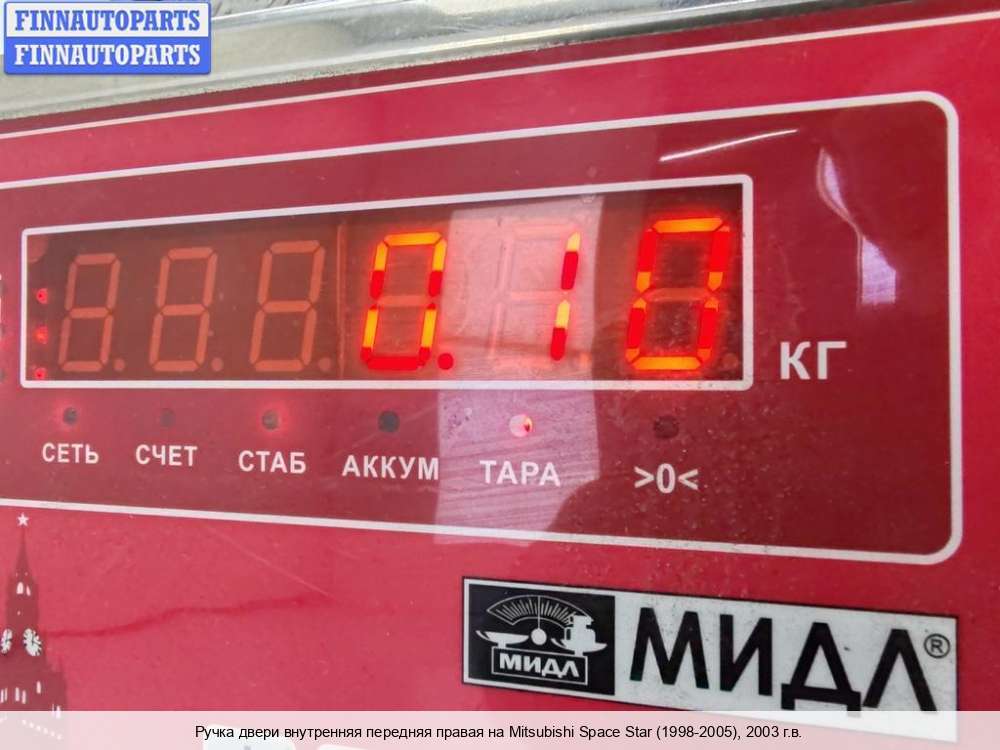 FINNAUTOPARTS
FINNAUTOPARTS
0.10
КГ
СЕТЬ СЧЕТ СТАБ АККУМ ТАРА >0<
МИДЛ МИДЛ®
Ручка двери внутренняя передняя правая на Mitsubishi Space Star (1998-2005), 2003 г.в.